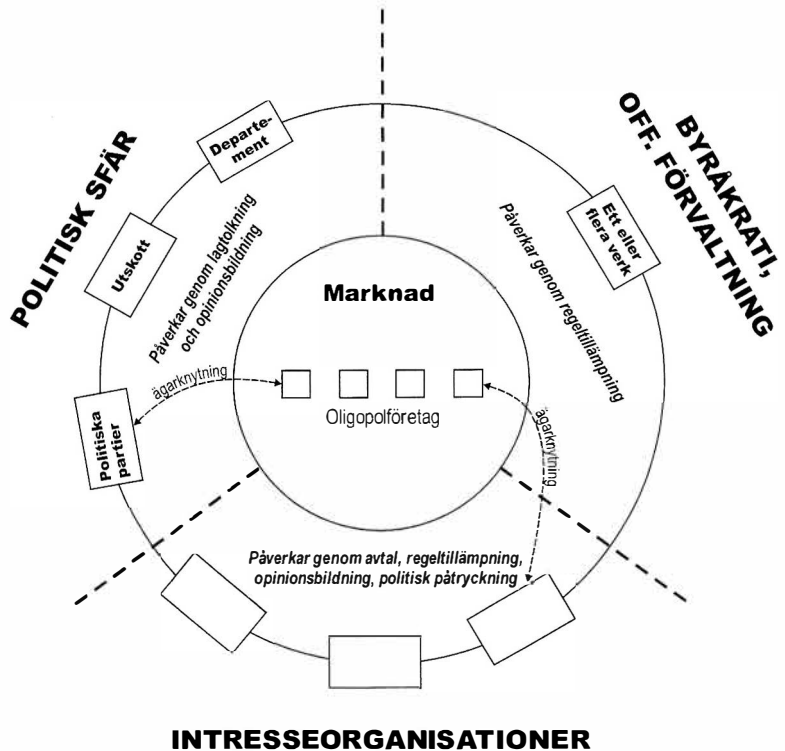 POLITISK SFÄR
BYRÅKRATI,
OFF. FÖRVALTNING
Departe-
ment
Utskott
Politiska
partier
Ett eller
flera verk
Påverkar genom lagtolkning
och opinionsbildning
Påverkar genom regeltillämpning
Marknad
ägarknytning
Oligopolföretag
ägarknytning
Påverkar genom avtal, regeltillämpning,
opinionsbildning, politisk påtryckning
INTRESSEORGANISATIONER